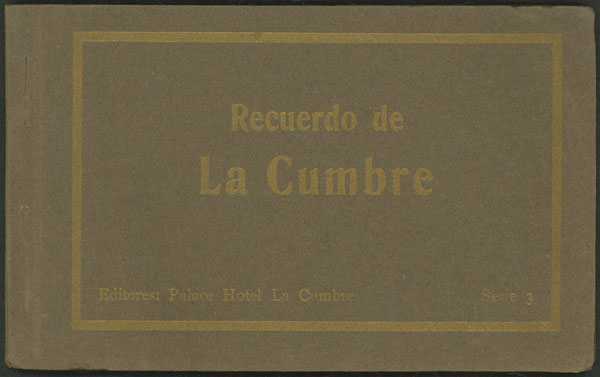 Recuerdo de
La Cumbre
Editores: Palace Hotel La Cumbre Serie 3